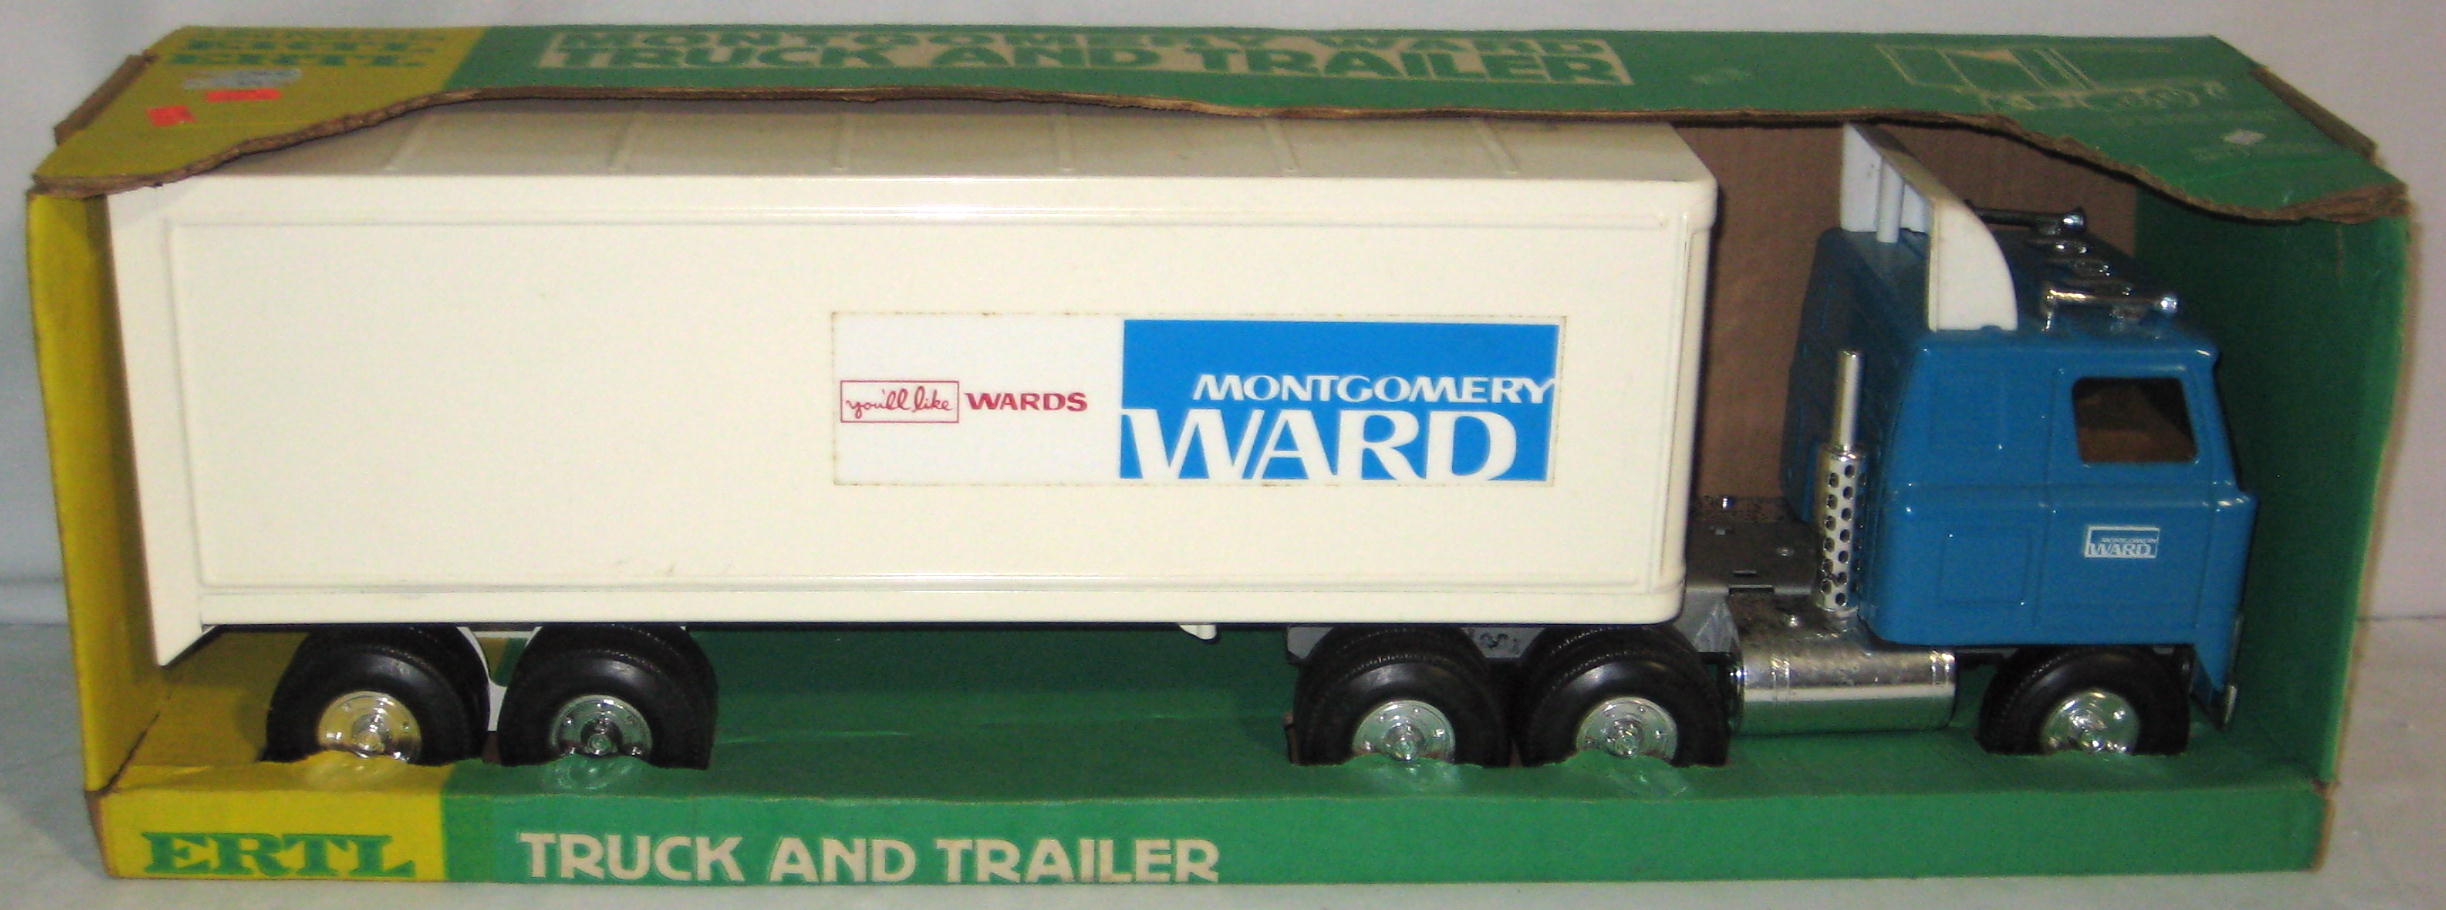 ERTL
MONTGOMERY WARD
TRUCK AND TRAILER
you'll like WARDS
MONTGOMERY
WARD
MONTGOMERY
WARD
ERTL
TRUCK AND TRAILER